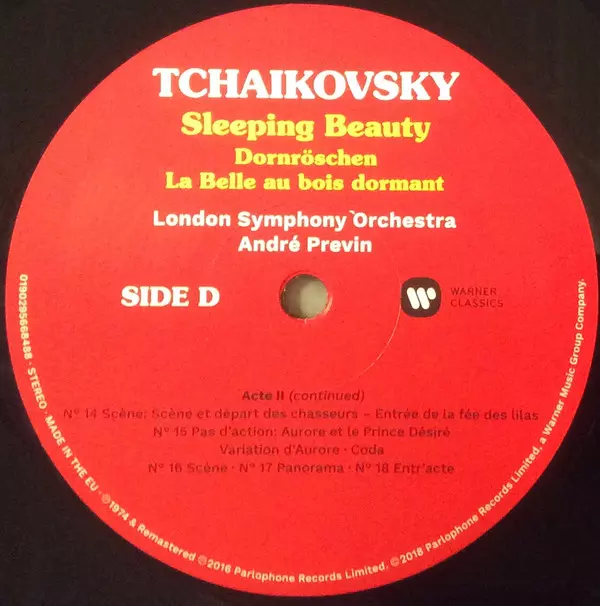 TCHAIKOVSKY
Sleeping Beauty
Dornröschen
La Belle au bois dormant
London Symphony Orchestra
André Previn
SIDE D
WARNER
CLASSICS
Acte II (continued)
Nº 14 Scène: Scène et départ des chasseurs – Entrée de la fée des lilas
Nº 15 Pas d'action: Aurore et le Prince Désiré
Variation d'Aurore · Coda
Nº 16 Scène · Nº 17 Panorama · Nº 18 Entr'acte
0190295668488 · STEREO · MADE IN THE EU · ℗1974 & Remastered ℗2016 Parlophone Records Limited. ©2018 Parlophone Records Limited, a Warner Music Group Company.